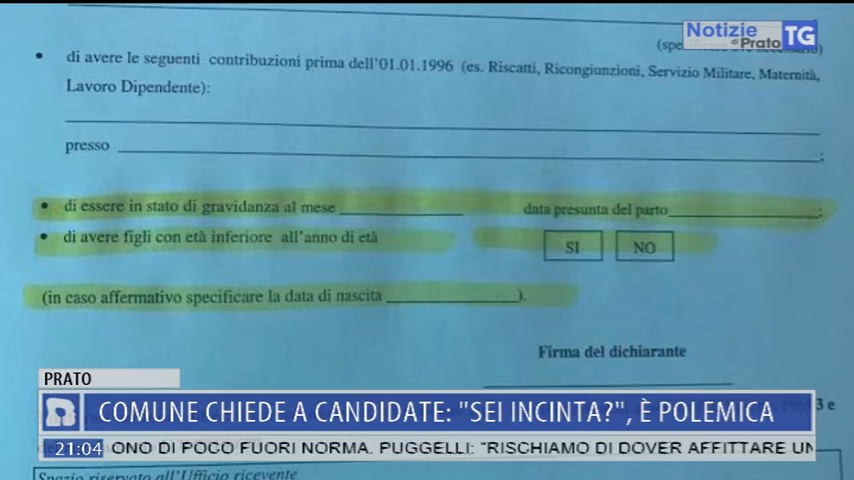 Notizie
di Prato TG
(spe
di avere le seguenti contribuzioni prima dell'01.01.1996 (es. Riscatti, Ricongiunzioni, Servizio Militare, Maternità,
Lavoro Dipendente):
presso ;
di essere in stato di gravidanza al mese data presunta del parto ;
di avere figli con età inferiore all'anno di età SI NO
(in caso affermativo specificare la data di nascita ).
Firma del dichiarante
PRATO
COMUNE CHIEDE A CANDIDATE: "SEI INCINTA?", È POLEMICA
21:04 ONO DI POCO FUORI NORMA. PUGGELLI: "RISCHIAMO DI DOVER AFFITTARE UN
Spazio riservato all'Ufficio ricevente